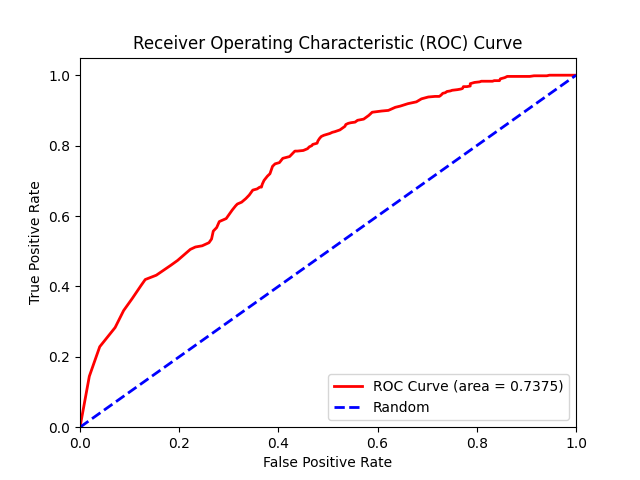 Receiver Operating Characteristic (ROC) Curve
True Positive Rate
1.0
0.8
0.6
0.4
0.2
0.0
ROC Curve (area = 0.7375)
Random
0.0 0.2 0.4 0.6 0.8 1.0
False Positive Rate